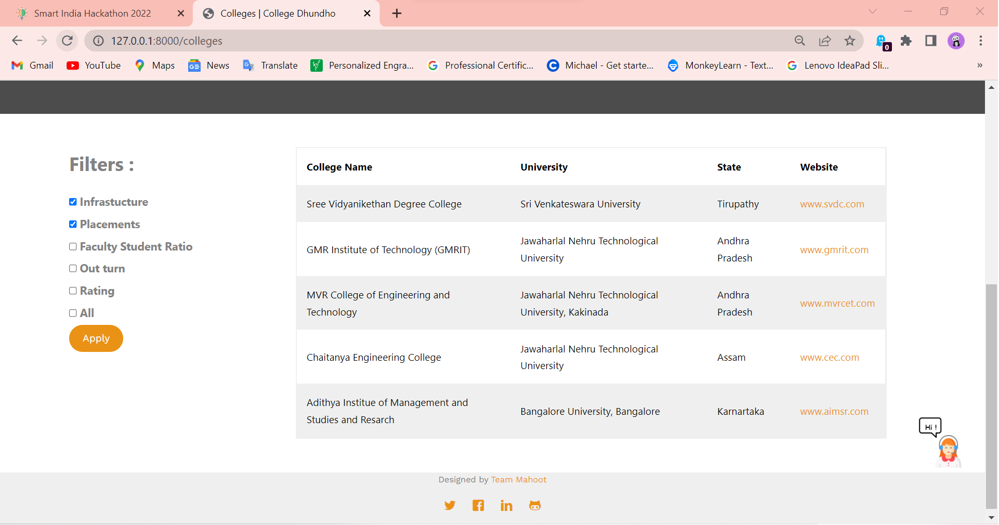 Smart India Hackathon 2022
Colleges | College Dhundho
127.0.0.1:8000/colleges
0
Gmail YouTube Maps News Translate Personalized Engra... Professional Certific... Michael - Get starte... MonkeyLearn - Text... Lenovo IdeaPad Sli... »
Filters :
Infrastucture
Placements
Faculty Student Ratio
Out turn
Rating
All
Apply
College Name University State Website
Sree Vidyanikethan Degree College Sri Venkateswara University Tirupathy www.svdc.com
GMR Institute of Technology (GMRIT)
Jawaharlal Nehru Technological
University
Andhra
Pradesh
www.gmrit.com
MVR College of Engineering and
Technology
Jawaharlal Nehru Technological
University, Kakinada
Andhra
Pradesh
www.mvrcet.com
Chaitanya Engineering College
Jawaharlal Nehru Technological
University
Assam
www.cec.com
Adithya Institue of Management and
Studies and Resarch
Bangalore University, Bangalore
Karnartaka
www.aimsr.com
Hi !
Designed by Team Mahoot